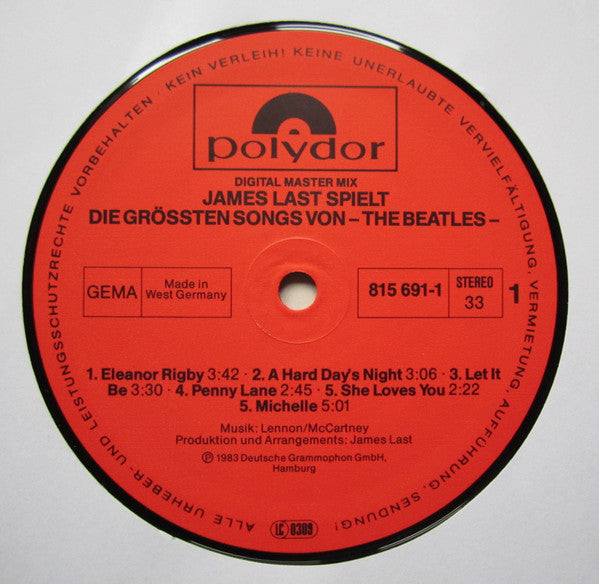 polydor
DIGITAL MASTER MIX
JAMES LAST SPIELT
DIE GRÖSSTEN SONGS VON – THE BEATLES –
GEMA
Made in
West Germany
815 691-1
STEREO
33
1
1. Eleanor Rigby 3:42 · 2. A Hard Day's Night 3:06 · 3. Let It
Be 3:30 · 4. Penny Lane 2:45 · 5. She Loves You 2:22
5. Michelle 5:01
Musik: Lennon/McCartney
Produktion und Arrangements: James Last
Ⓟ 1983 Deutsche Grammophon GmbH,
Hamburg
LC 0309
ALLE URHEBER- UND LEISTUNGSSCHUTZRECHTE VORBEHALTEN · KEIN VERLEIH! KEINE UNERLAUBTE VERVIELFÄLTIGUNG, VERMIETUNG, AUFFÜHRUNG, SENDUNG!